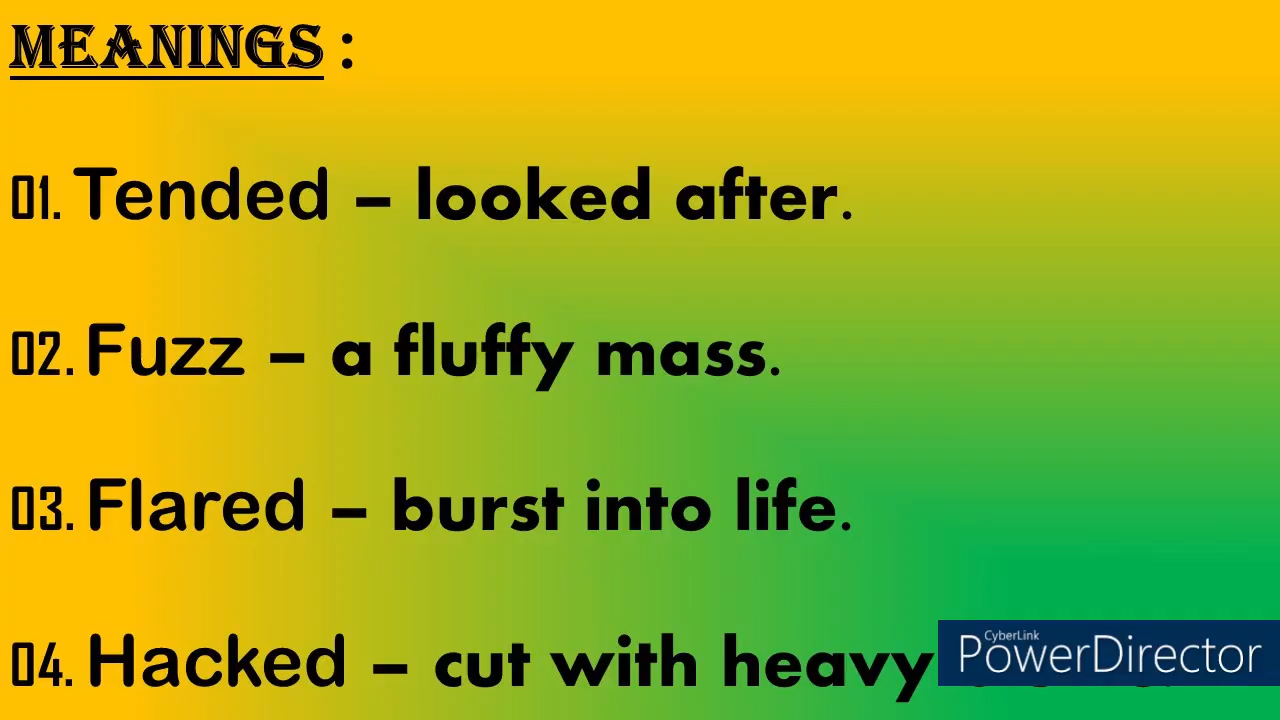 MEANINGS :
01. Tended – looked after.
02. Fuzz – a fluffy mass.
03. Flared – burst into life.
04. Hacked – cut with heavy
CyberLink
PowerDirector